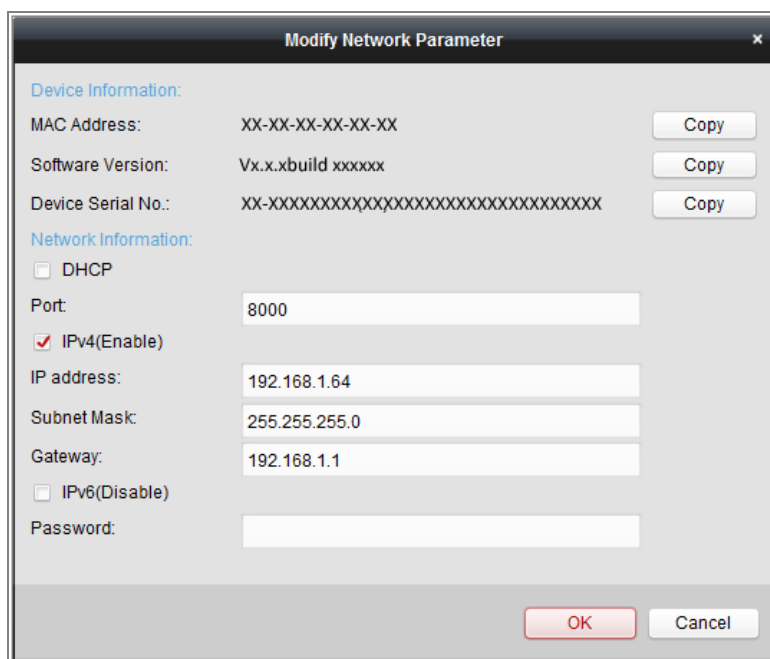 Modify Network Parameter ×
Device Information:
MAC Address: XX-XX-XX-XX-XX-XX Copy
Software Version: Vx.x.xbuild xxxxxx Copy
Device Serial No.: XX-XXXXXXXXXXXXXXXXXXXXXXXXXXXXXXXX Copy
Network Information:
DHCP
Port: 8000
IPv4(Enable)
IP address: 192.168.1.64
Subnet Mask: 255.255.255.0
Gateway: 192.168.1.1
IPv6(Disable)
Password:
OK Cancel